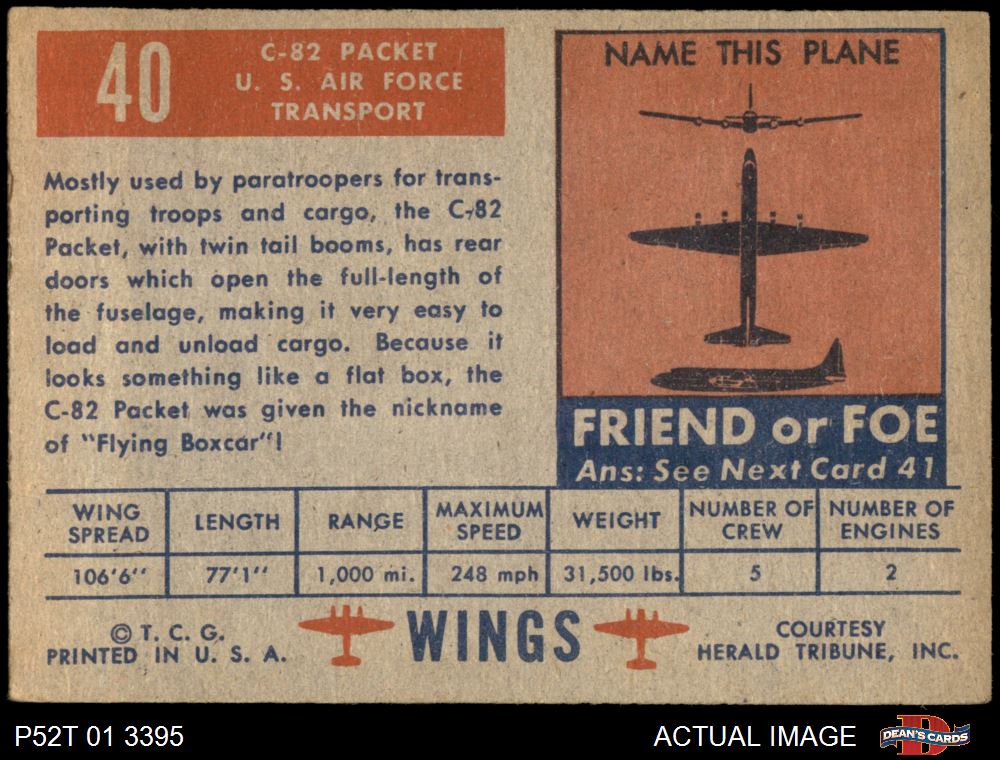 40
C-82 PACKET
U. S. AIR FORCE
TRANSPORT
Mostly used by paratroopers for trans-
porting troops and cargo, the C-82
Packet, with twin tail booms, has rear
doors which open the full-length of
the fuselage, making it very easy to
load and unload cargo. Because it
looks something like a flat box, the
C-82 Packet was given the nickname
of "Flying Boxcar"!
NAME THIS PLANE
FRIEND or FOE
Ans: See Next Card 41
WING SPREAD
LENGTH
RANGE
MAXIMUM SPEED
WEIGHT
NUMBER OF CREW
NUMBER OF ENGINES
106'6"
77'1"
1,000 mi.
248 mph
31,500 lbs.
5
2
© T. C. G.
PRINTED IN U. S. A.
WINGS
COURTESY
HERALD TRIBUNE, INC.
P52T 01 3395
ACTUAL IMAGE
D
DEAN'S CARDS